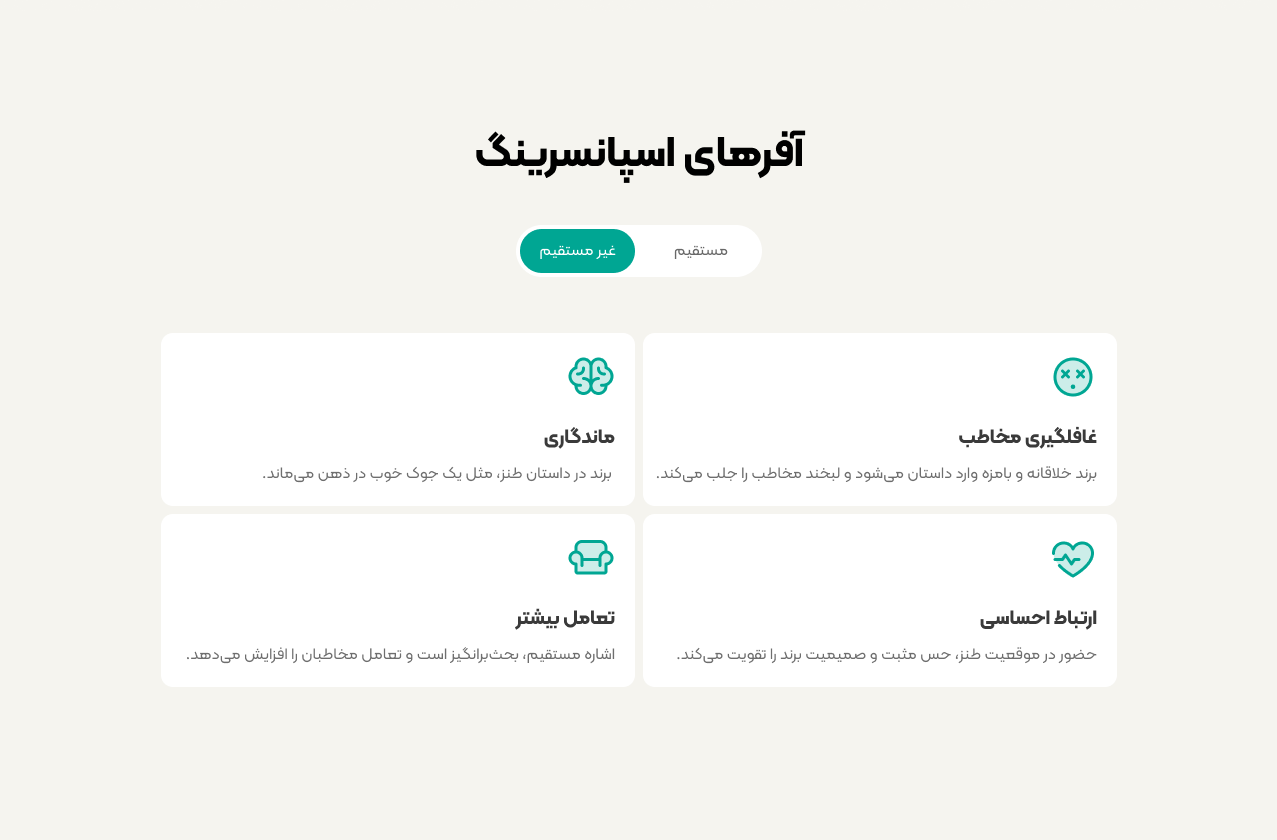 آفرهای اسپانسرینگ
مستقیم
غیر مستقیم
غافلگیری مخاطب
برند خلاقانه و بامزه وارد داستان می‌شود و لبخند مخاطب را جلب می‌کند.
ماندگاری
برند در داستان طنز، مثل یک جوک خوب در ذهن می‌ماند.
ارتباط احساسی
حضور در موقعیت طنز، حس مثبت و صمیمیت برند را تقویت می‌کند.
تعامل بیشتر
اشاره مستقیم، بحث‌برانگیز است و تعامل مخاطبان را افزایش می‌دهد.